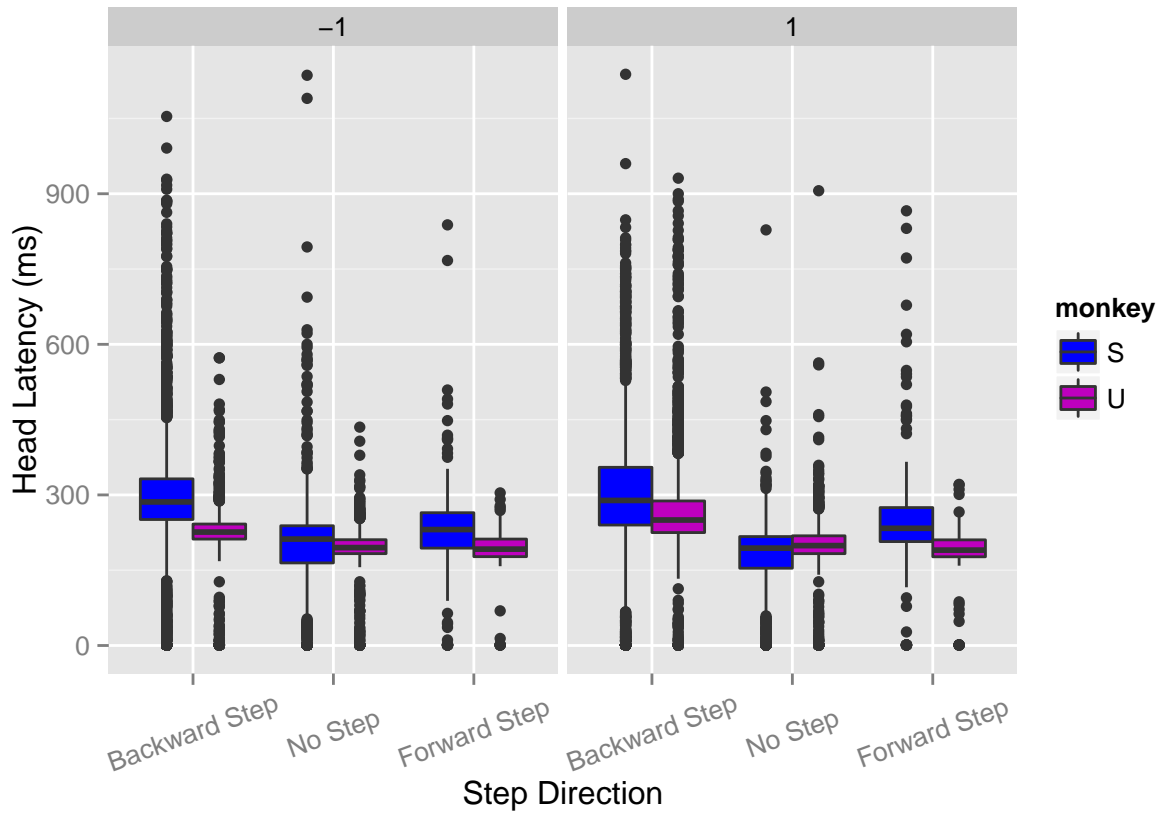 −1
1
Head Latency (ms)
900
600
300
0
monkey
S
U
Backward Step
No Step
Forward Step
Backward Step
No Step
Forward Step
Step Direction